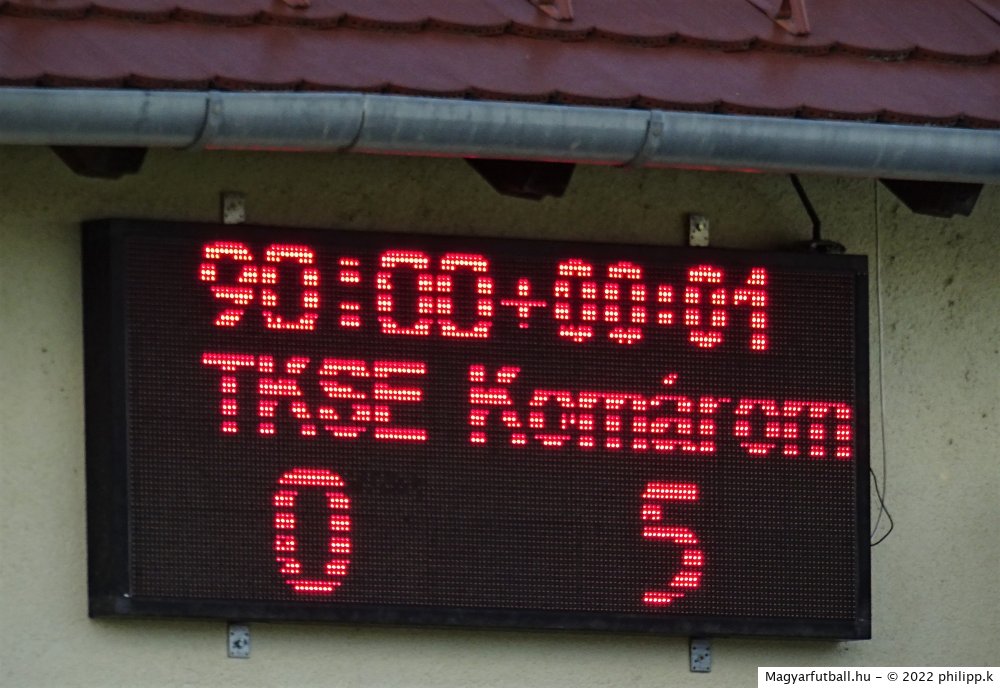 90:00+00:01
TKSE Komárom
0 5
Magyarfutball.hu – © 2022 philipp.k